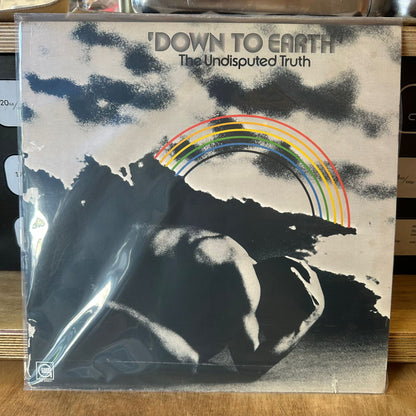 'DOWN TO EARTH'
The Undisputed Truth